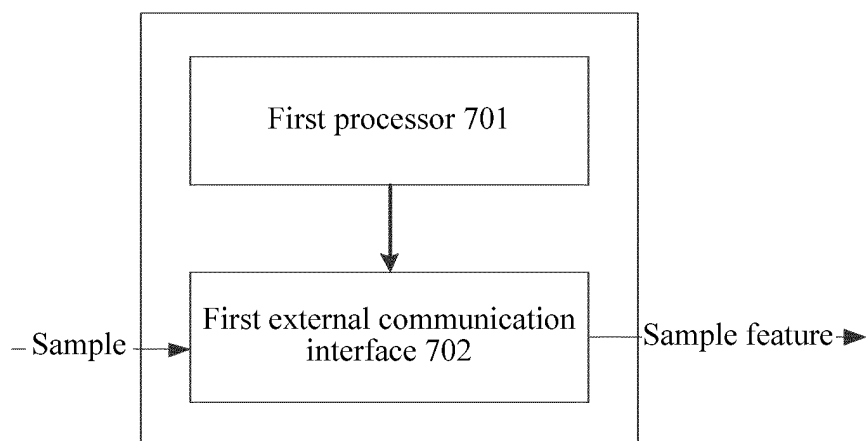 First processor 701
First external communication
interface 702
Sample
Sample feature